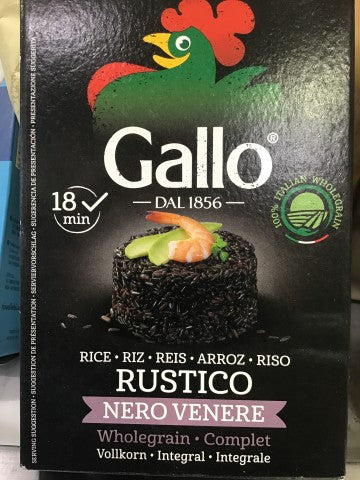 Gallo®
DAL 1856
18
min
100% ITALIAN WHOLEGRAIN
RICE • RIZ • REIS • ARROZ • RISO
RUSTICO
NERO VENERE
Wholegrain • Complet
Vollkorn • Integral • Integrale
SERVING SUGGESTION • SUGGESTION DE PRÉSENTATION • SERVIERVORSCHLAG • SUGERENCIA DE PRESENTACIÓN • PRESENTAZIONE SUGGERITA